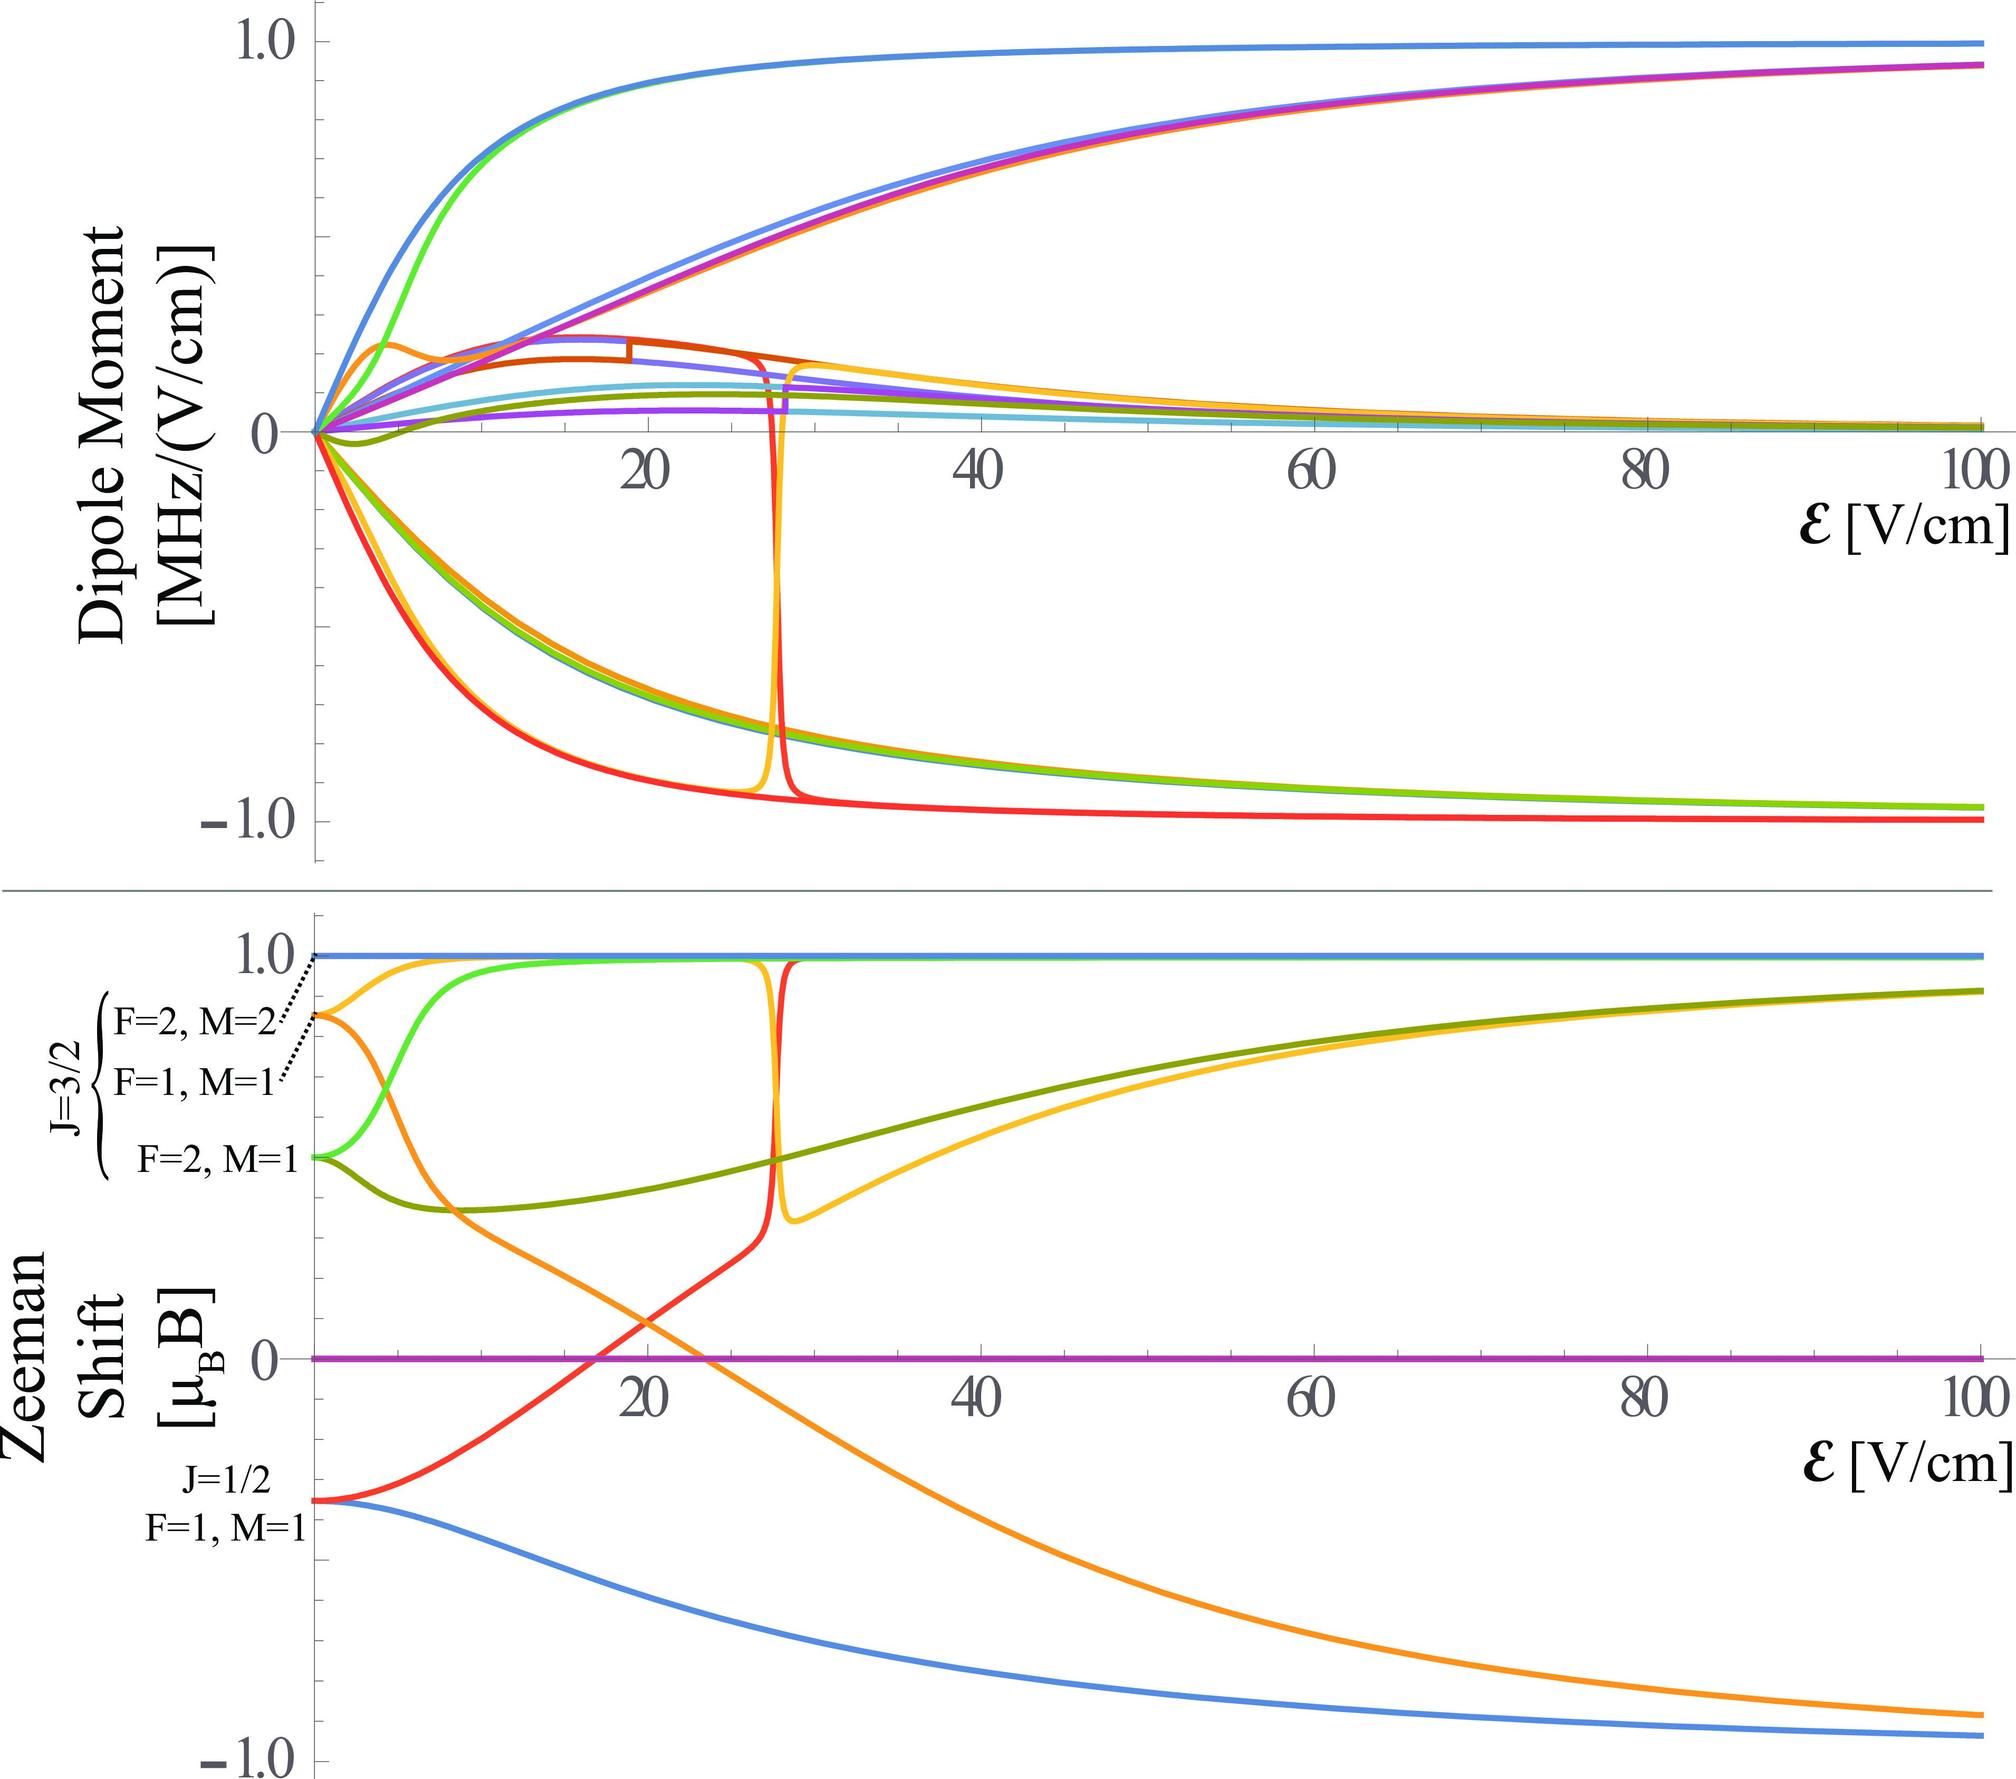 Dipole Moment
[MHz/(V/cm)]
1.0
0
-1.0
20
40
60
80
100
ℰ [V/cm]
Zeeman
Shift
[μBB]
1.0
0
-1.0
J=3/2
F=2, M=2
F=1, M=1
F=2, M=1
J=1/2
F=1, M=1
20
40
60
80
100
ℰ [V/cm]